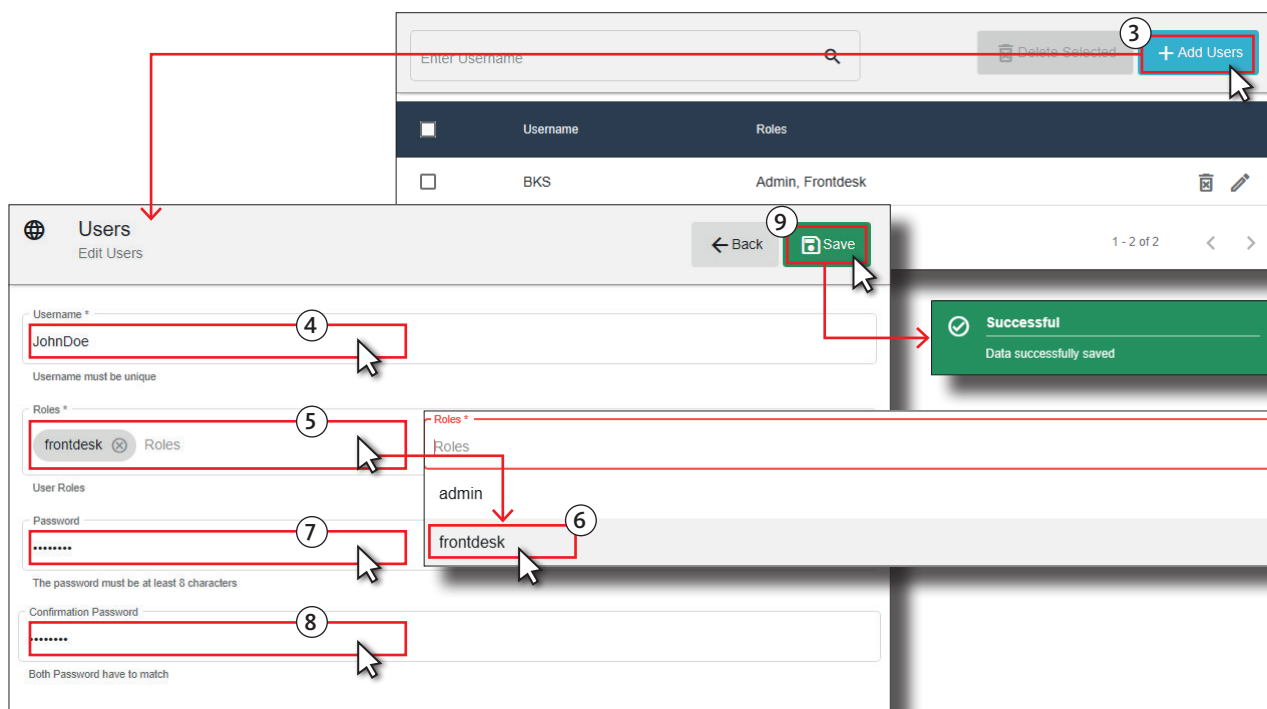 3
Enter Username
Delete Selected
+ Add Users
Username Roles
BKS Admin, Frontdesk
1 - 2 of 2
Users
Edit Users
Back
9
Save
Successful
Data successfully saved
Username *
4
JohnDoe
Username must be unique
Roles *
5
frontdesk Roles
User Roles
Roles *
Roles
admin
6
frontdesk
Password
7
••••••••
The password must be at least 8 characters
Confirmation Password
8
••••••••
Both Password have to match